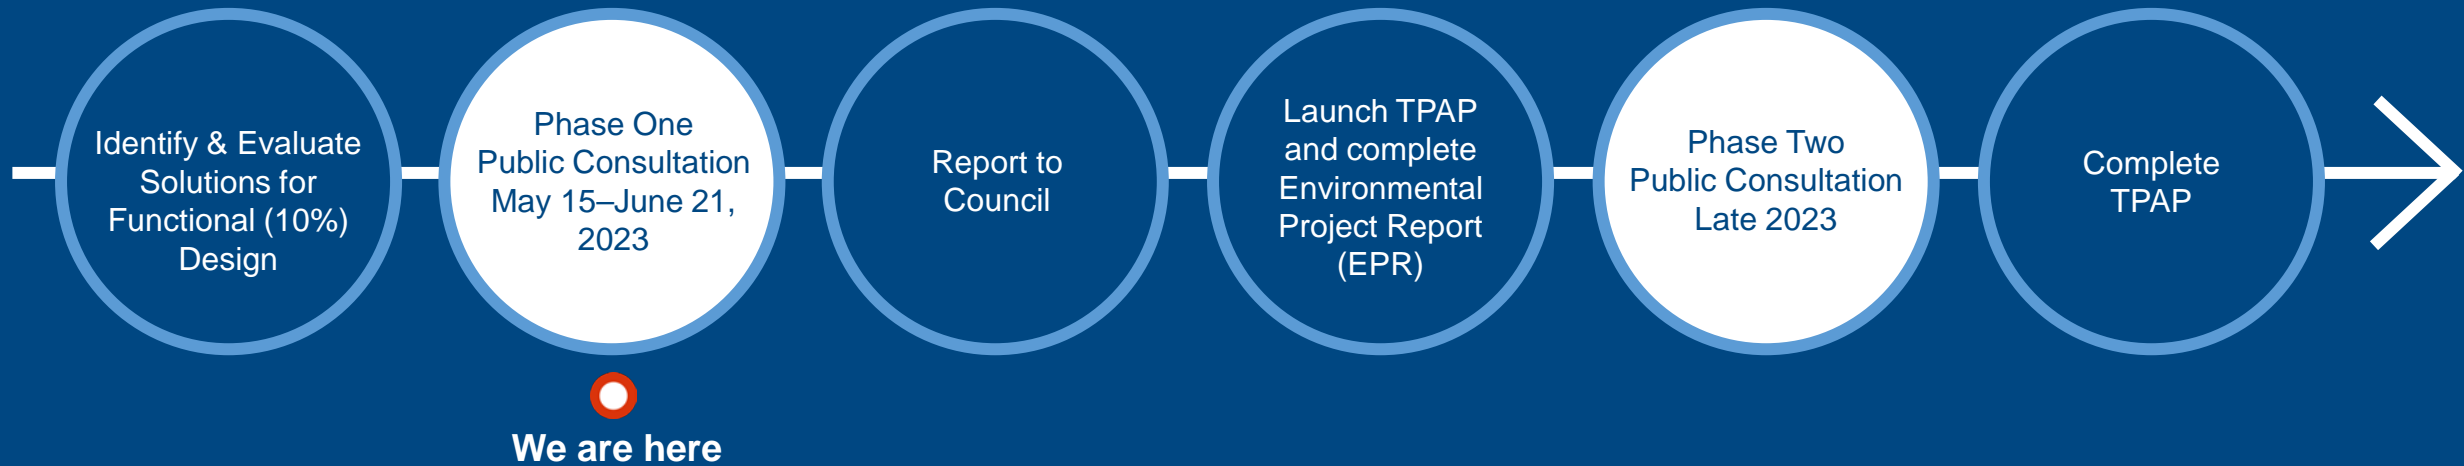 Identify & Evaluate
Solutions for
Functional (10%)
Design
Phase One
Public Consultation
May 15–June 21,
2023
Report to
Council
Launch TPAP
and complete
Environmental
Project Report
(EPR)
Phase Two
Public Consultation
Late 2023
Complete
TPAP
We are here